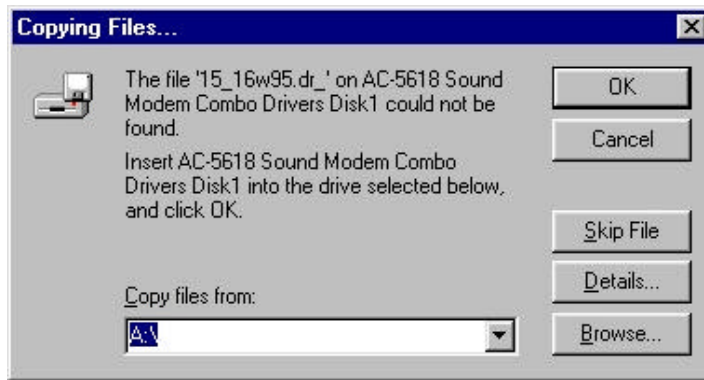 Copying Files...
The file '15_16w95.dr_' on AC-5618 Sound
Modem Combo Drivers Disk1 could not be
found.
Insert AC-5618 Sound Modem Combo
Drivers Disk1 into the drive selected below,
and click OK.
Copy files from:
A:\
OK
Cancel
Skip File
Details...
Browse...